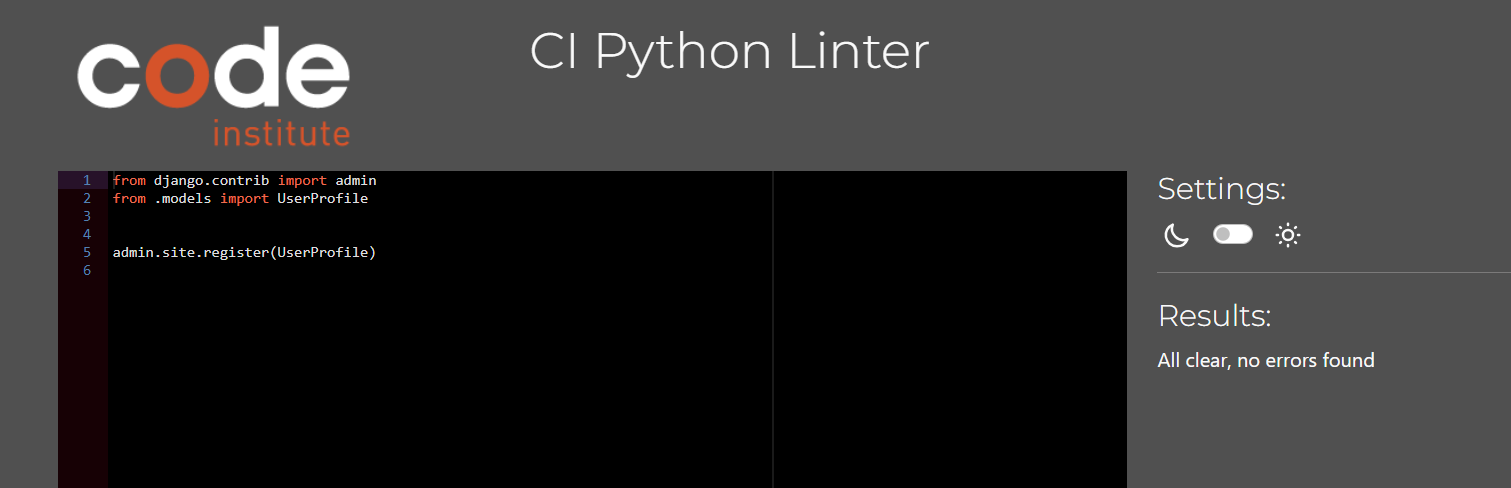 code
institute
CI Python Linter
1 from django.contrib import admin
2 from .models import UserProfile
3
4
5 admin.site.register(UserProfile)
6
Settings:
Results:
All clear, no errors found